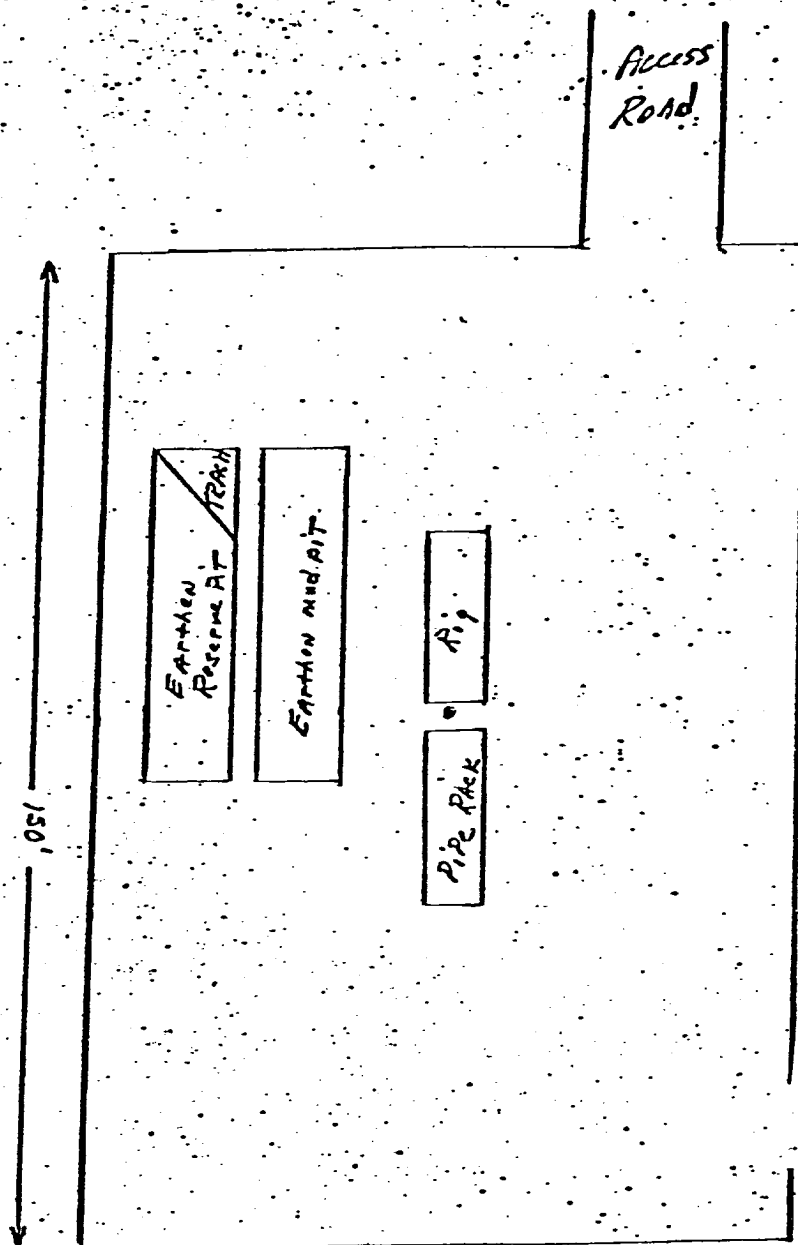 Access
Road
TRASH
Earthen
Reserve Pit
Earthen Mud Pit
Rig
Pipe Rack
150'